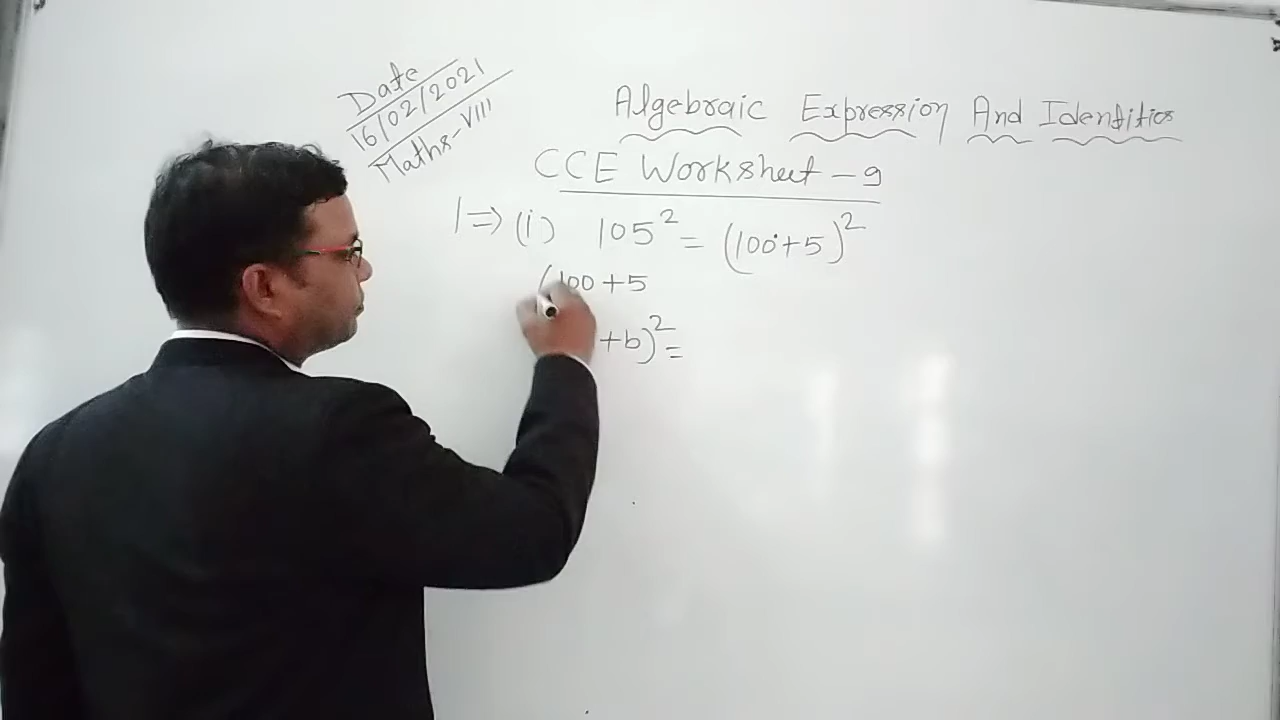 Date
16/02/2021
Maths-VIII
Algebraic Expression And Identities
CCE Worksheet - 9
1⇒ (i) 105² = (100+5)²
(100+5
+b)² =